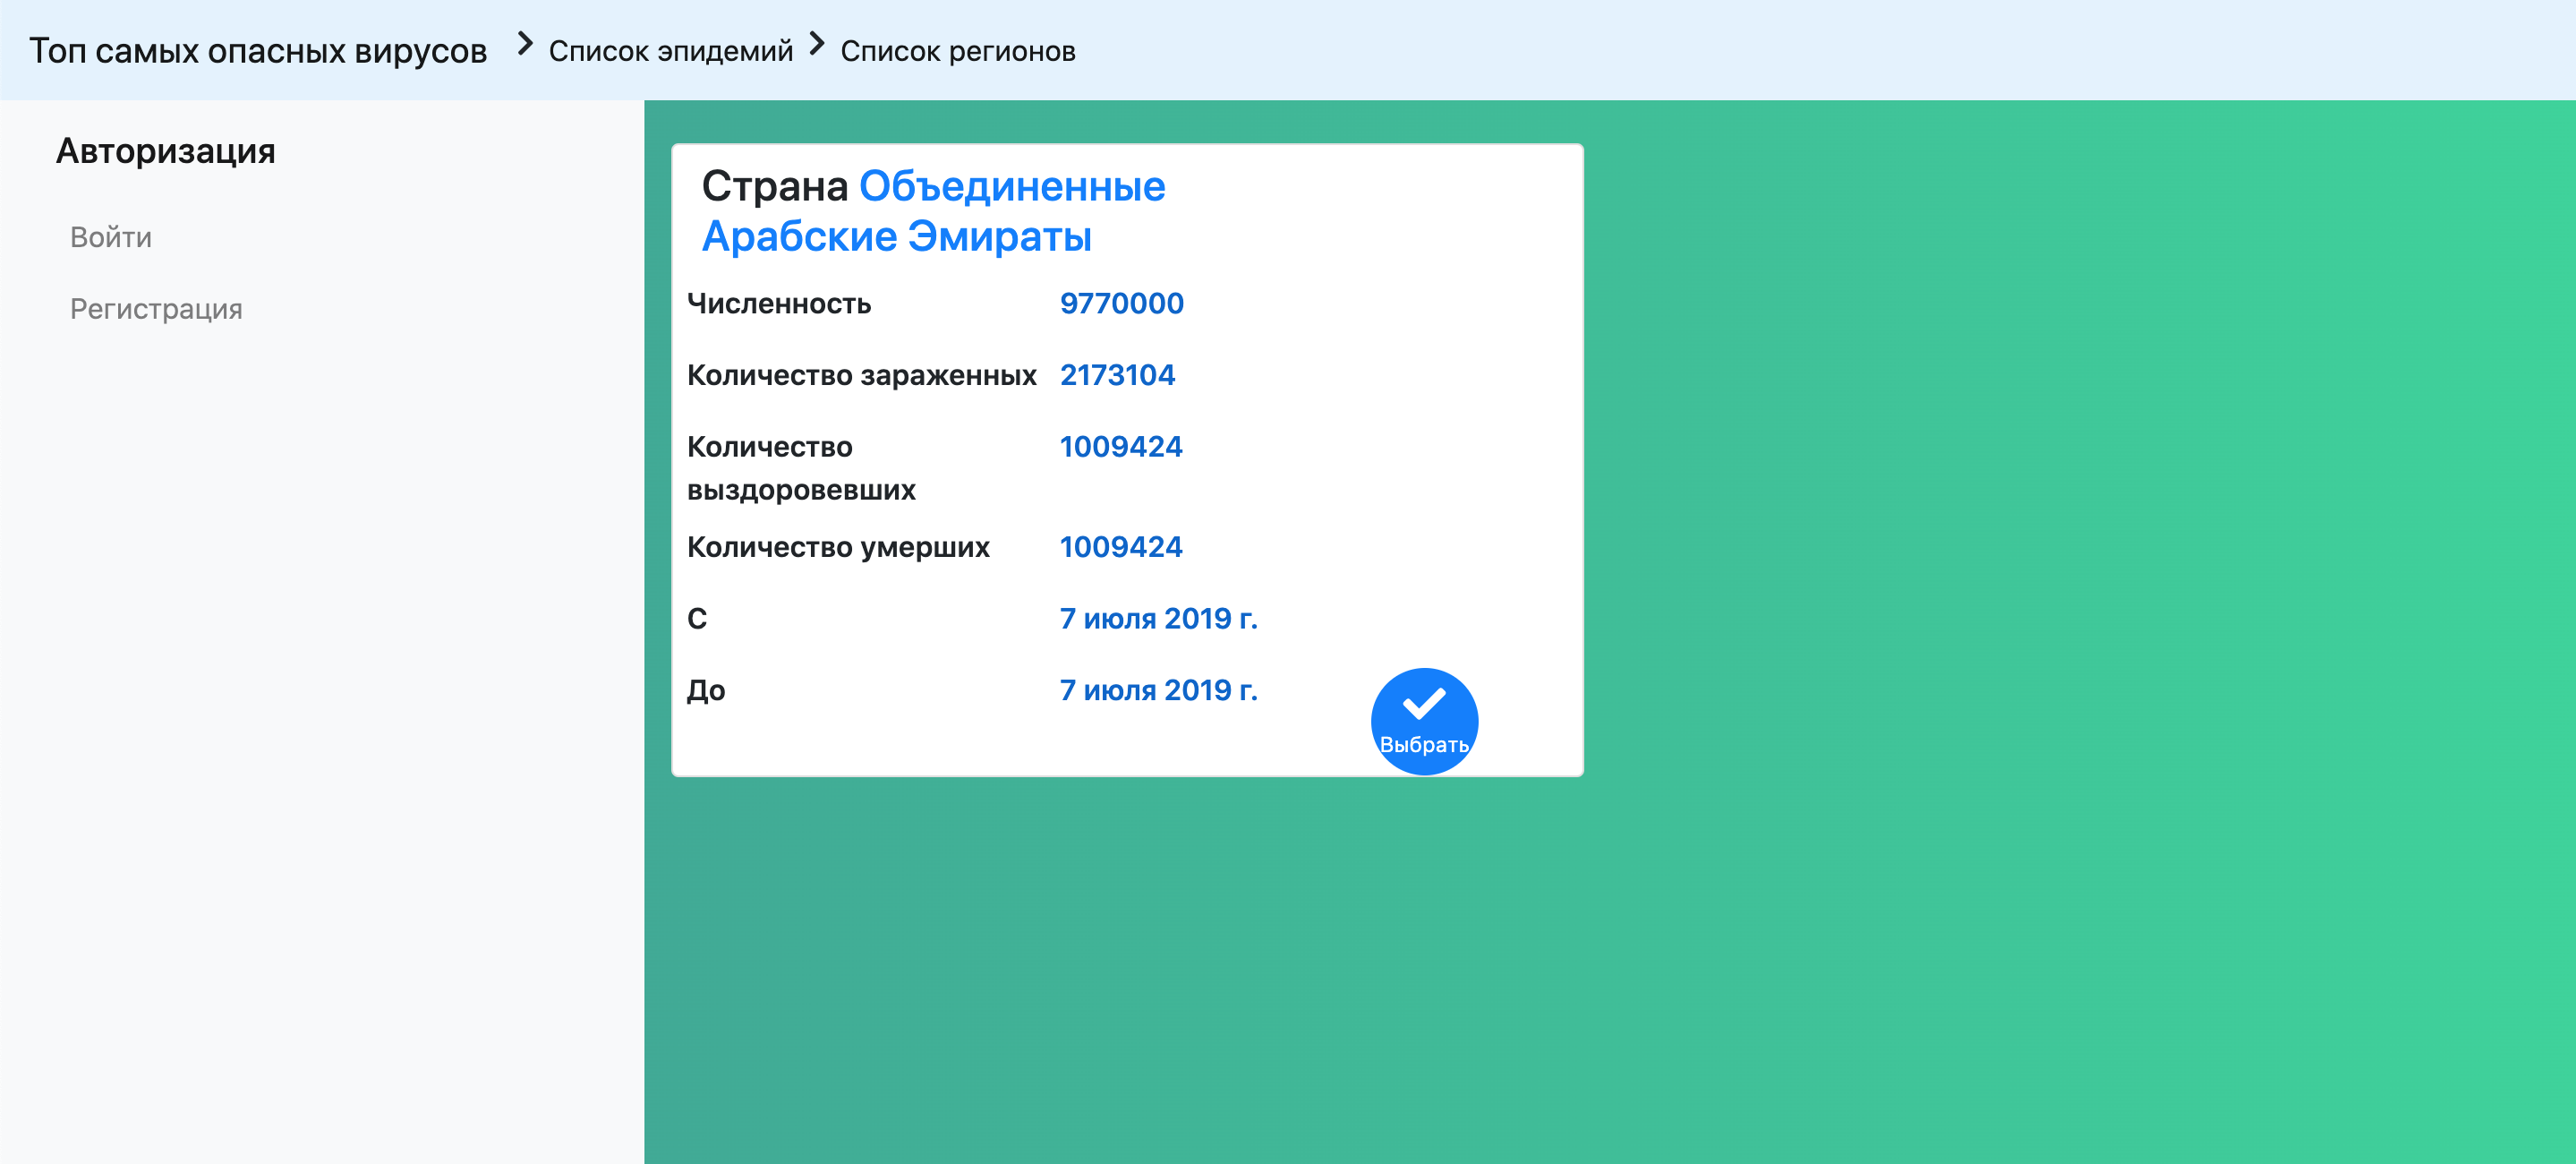 Топ самых опасных вирусов > Список эпидемий > Список регионов
Авторизация
Войти
Регистрация
Страна Объединенные
Арабские Эмираты
Численность 9770000
Количество зараженных 2173104
Количество 1009424
выздоровевших
Количество умерших 1009424
С 7 июля 2019 г.
До 7 июля 2019 г.
Выбрать